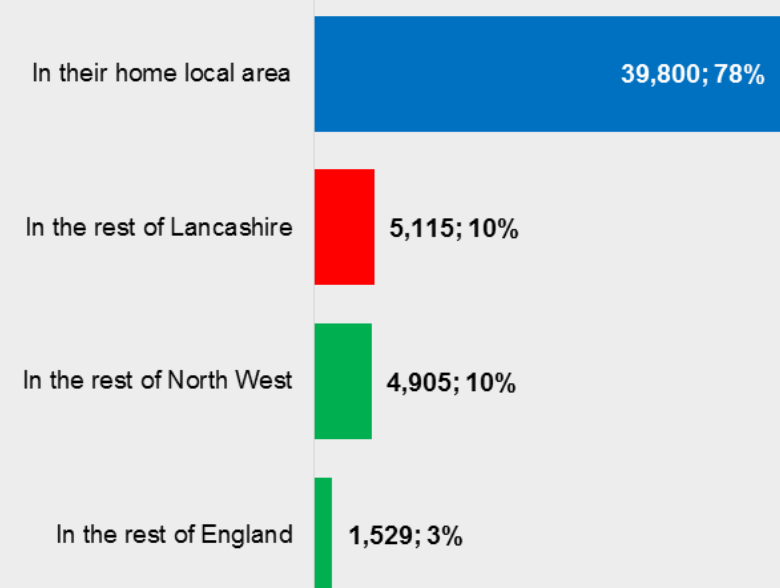 In their home local area 39,800; 78%
In the rest of Lancashire 5,115; 10%
In the rest of North West 4,905; 10%
In the rest of England 1,529; 3%